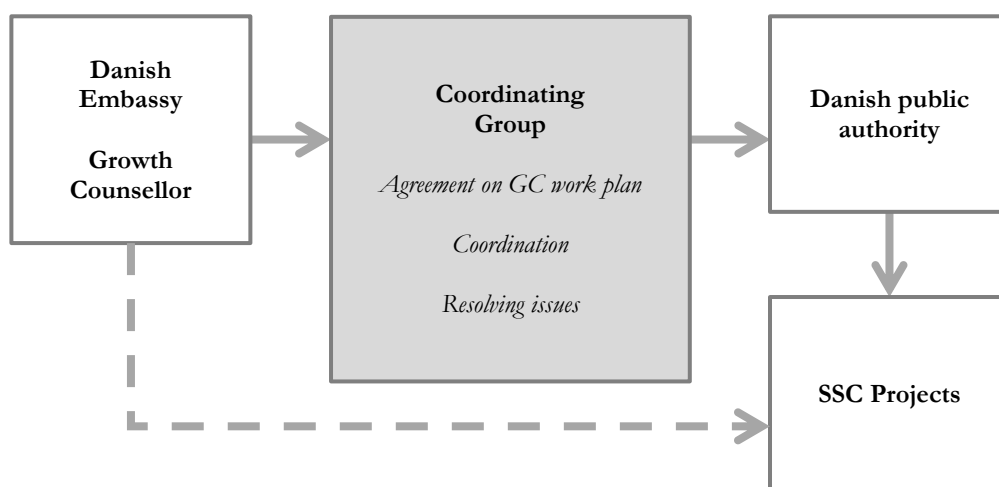 Danish
Embassy
Growth
Counsellor
Coordinating
Group
Agreement on GC work plan
Coordination
Resolving issues
Danish public
authority
SSC Projects